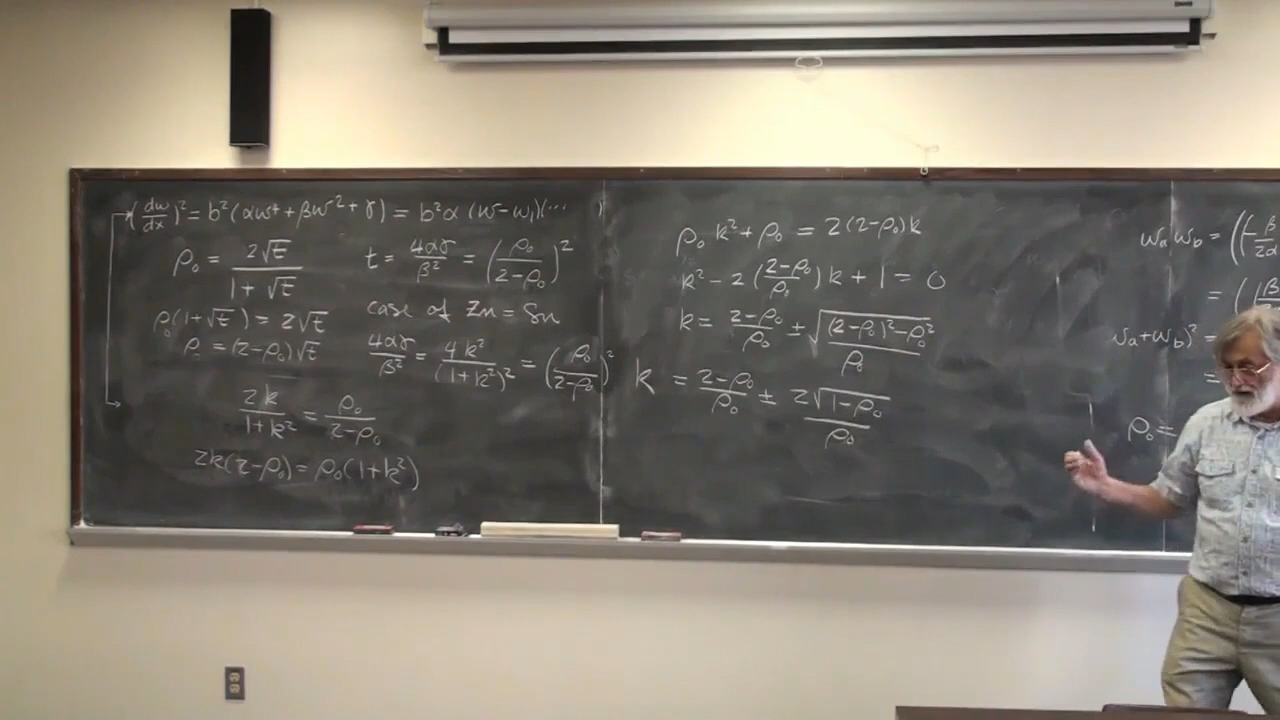 (dw/dx)² = b²(αw⁴ + βw² + γ) = b²α (w - w₁)(... )
ρ₀ = 2√t / (1 + √t)
t = 4αγ/β² = (ρ₀/(2-ρ₀))²
ρ₀(1+√t) = 2√t
case of Zn = Sn
ρ₀ = (2-ρ₀)√t
4αγ/β² = 4k²/(1+k²)² = (ρ₀/(2-ρ₀))²
2k/(1+k²) = ρ₀/(2-ρ₀)
2k(2-ρ₀) = ρ₀(1+k²)
ρ₀ k² + ρ₀ = 2(2-ρ₀)k
k² - 2((2-ρ₀)/ρ₀)k + 1 = 0
k = (2-ρ₀)/ρ₀ ± √((2-ρ₀)²-ρ₀²)/ρ
k = (2-ρ₀)/ρ₀ ± 2√(1-ρ₀)/ρ₀
wₐ w_b = ((-β/2α
= ((β
wₐ+w_b)² =
=
ρ₀ =